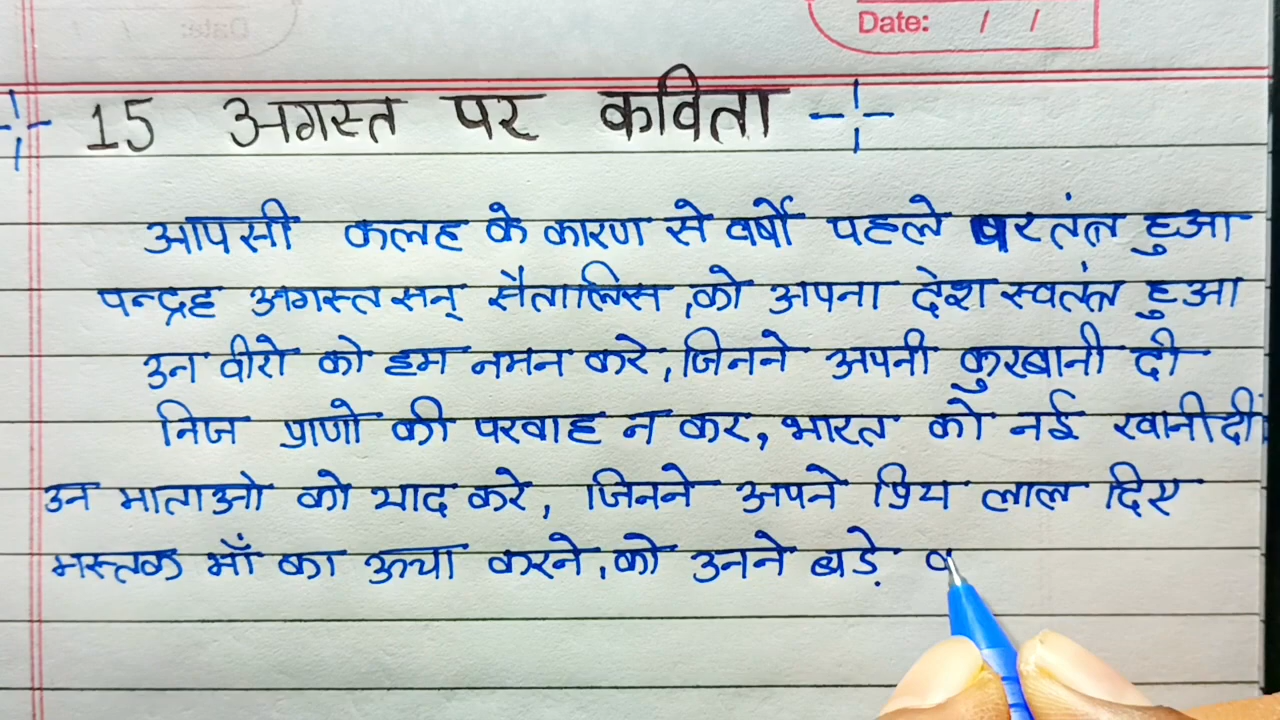 Date: / /
15 अगस्त पर कविता
आपसी कलह के कारण से वर्षो पहले परतंत हुआ
पन्द्रह अगस्त सन् सैतालिस, को अपना देश स्वतंत हुआ
उन वीरो को हम नमन करे, जिनने अपनी कुरबानी दी
निज प्राणो की परवाह न कर, भारत को नई रवानी दीं
उन माताओ को याद करे, जिनने अपने प्रिय लाल दिए
मस्तक माँ का ऊचा करने, को उनने बडे़